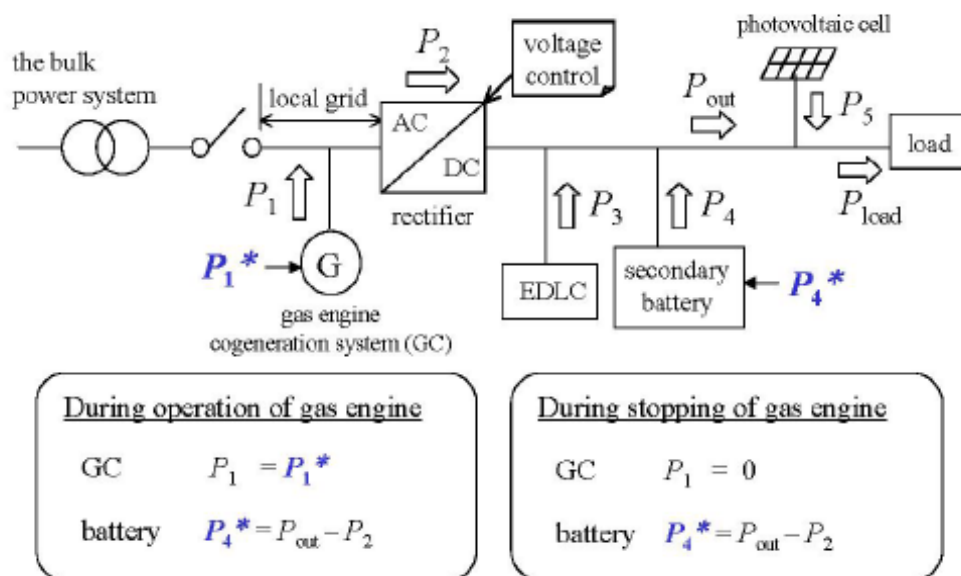 the bulk
power system
local grid
P2
voltage
control
photovoltaic cell
Pout
P5
load
AC
DC
P1
rectifier
P3
P4
Pload
P1*
G
EDLC
secondary
battery
P4*
gas engine
cogeneration system (GC)
During operation of gas engine
GC P1 = P1*
battery P4* = Pout − P2
During stopping of gas engine
GC P1 = 0
battery P4* = Pout − P2